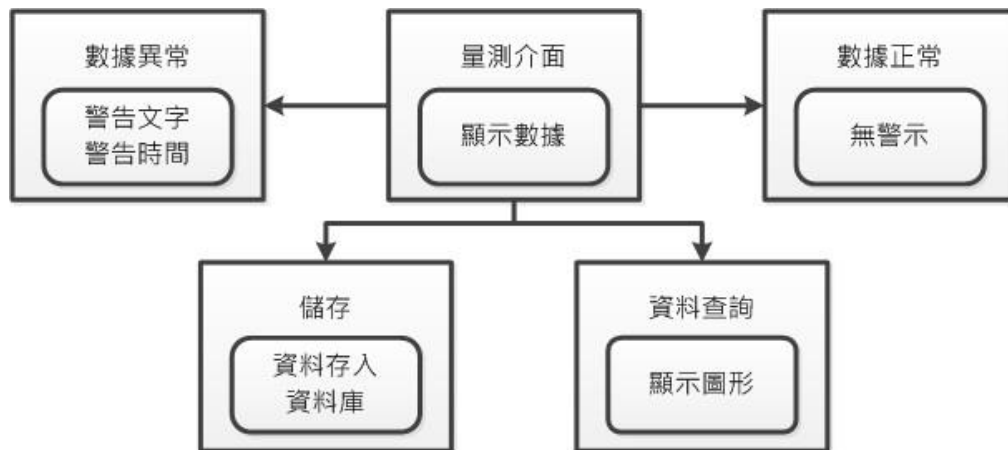 數據異常
警告文字
警告時間
量測介面
顯示數據
數據正常
無警示
儲存
資料存入
資料庫
資料查詢
顯示圖形